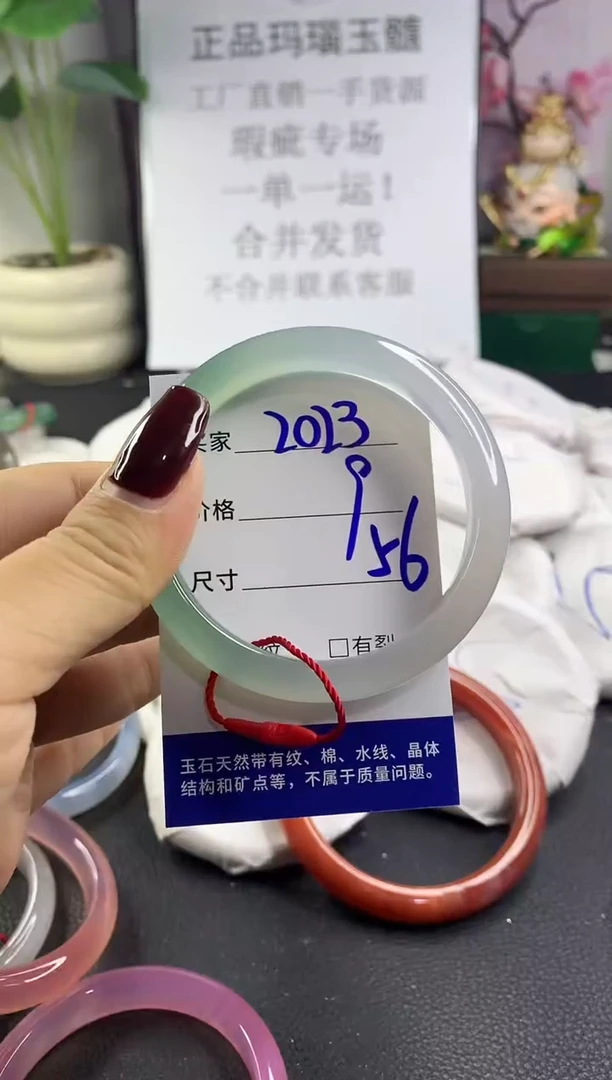 正品玛瑙玉髓
工厂直销一手货源
瑕疵专场
一单一运!
合并发货
不合并联系客服
家 2023
价格 9
尺寸 56
纹 □有裂
玉石天然带有纹、棉、水线、晶体
结构和矿点等，不属于质量问题。